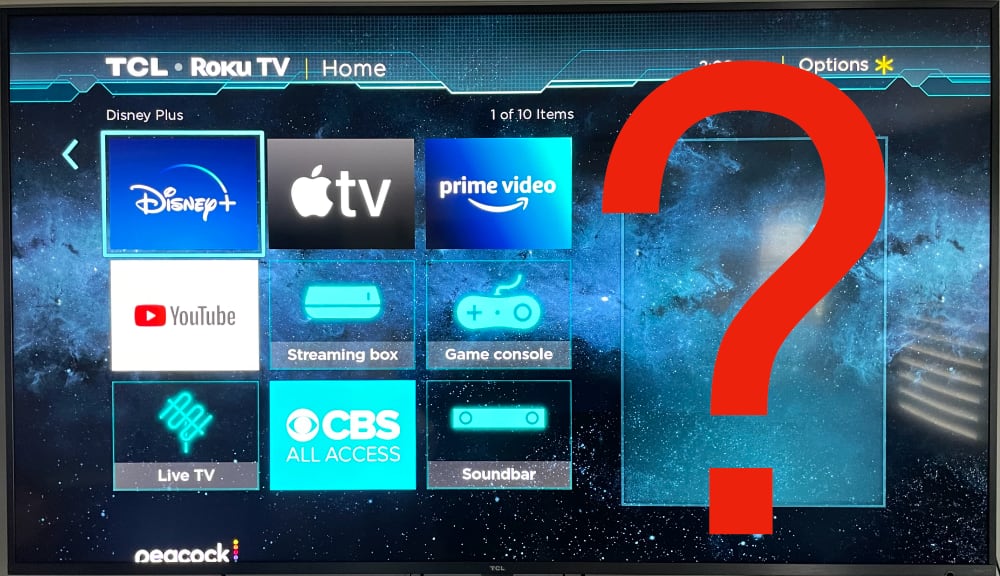 TCL • Roku TV | Home
Options
Disney Plus
1 of 10 Items
Disney+
tv
prime video
YouTube
Streaming box
Game console
Live TV
CBS
ALL ACCESS
Soundbar
peacock
TCL
?